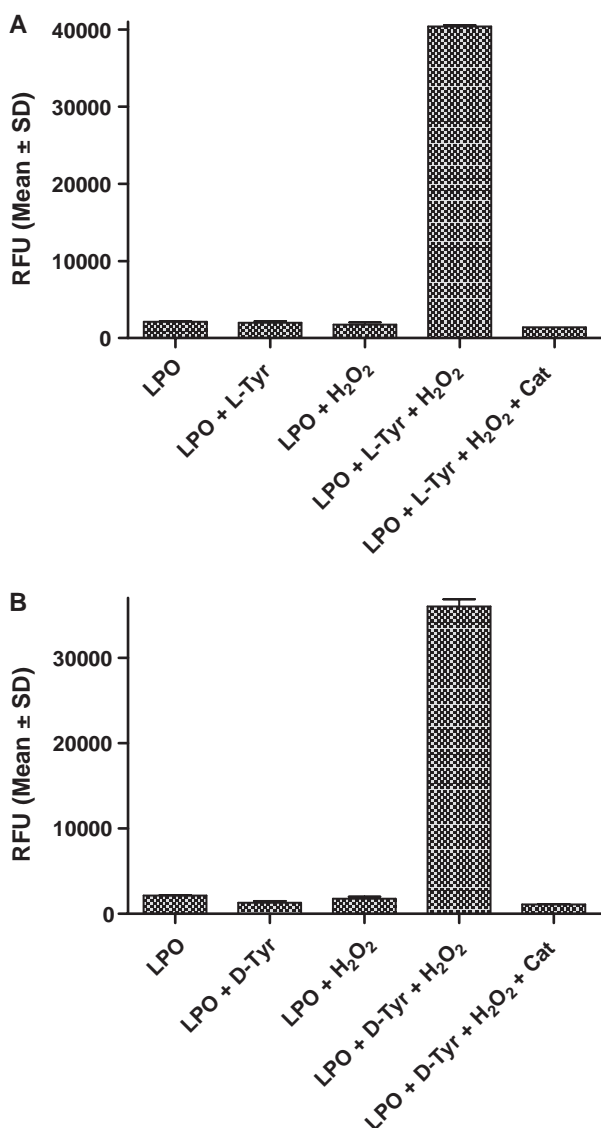 A
RFU (Mean ± SD)
40000
30000
20000
10000
0
LPO
LPO + L-Tyr
LPO + H₂O₂
LPO + L-Tyr + H₂O₂
LPO + L-Tyr + H₂O₂ + Cat
B
RFU (Mean ± SD)
30000
20000
10000
0
LPO
LPO + D-Tyr
LPO + H₂O₂
LPO + D-Tyr + H₂O₂
LPO + D-Tyr + H₂O₂ + Cat